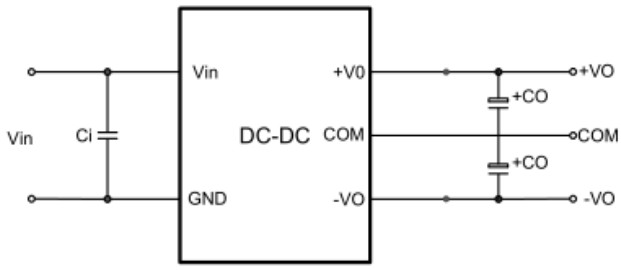 Vin +V0 +VO
+CO
Vin Ci DC-DC COM COM
+CO
GND -VO -VO